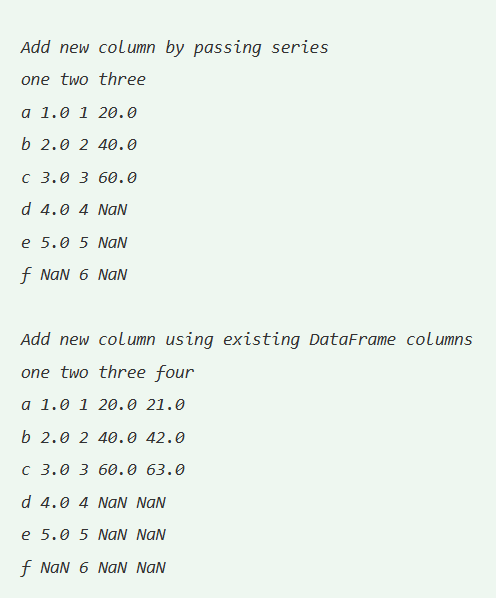 Add new column by passing series
one two three
a 1.0 1 20.0
b 2.0 2 40.0
c 3.0 3 60.0
d 4.0 4 NaN
e 5.0 5 NaN
f NaN 6 NaN
Add new column using existing DataFrame columns
one two three four
a 1.0 1 20.0 21.0
b 2.0 2 40.0 42.0
c 3.0 3 60.0 63.0
d 4.0 4 NaN NaN
e 5.0 5 NaN NaN
f NaN 6 NaN NaN